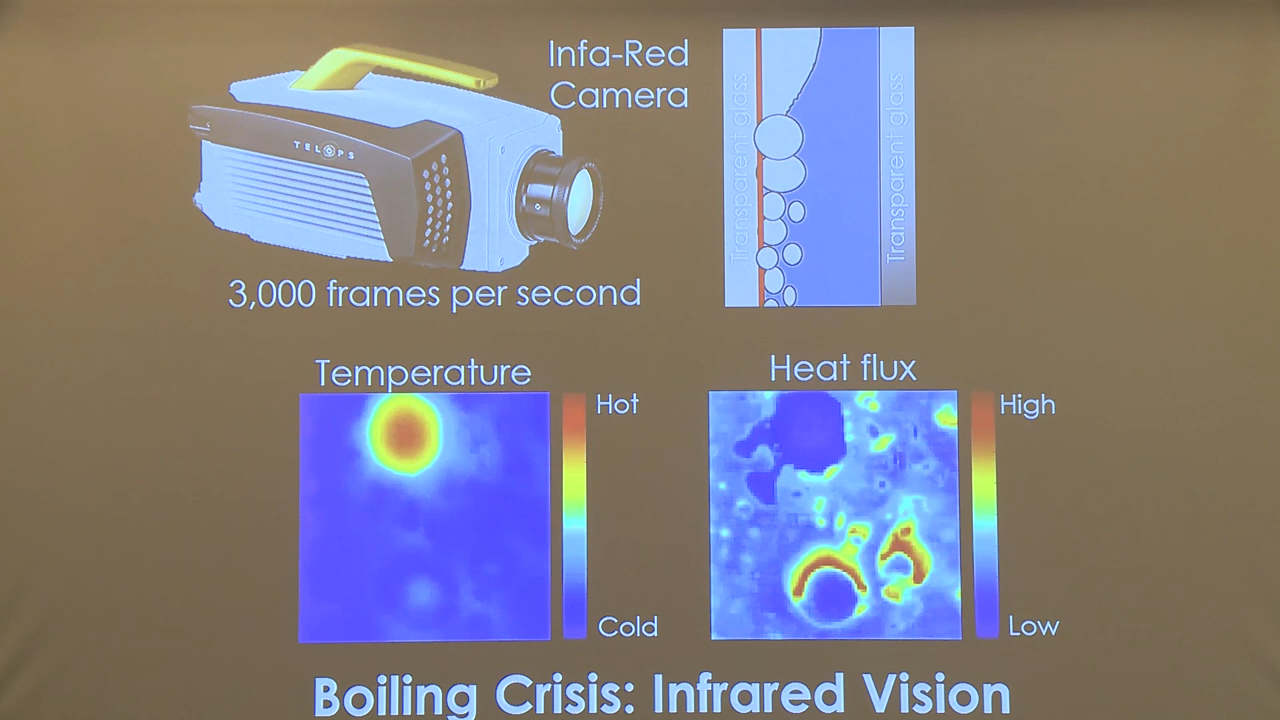 Infa-Red
Camera
TELOPS
3,000 frames per second
Transparent glass
Transparent glass
Temperature
Hot
Cold
Heat flux
High
Low
Boiling Crisis: Infrared Vision